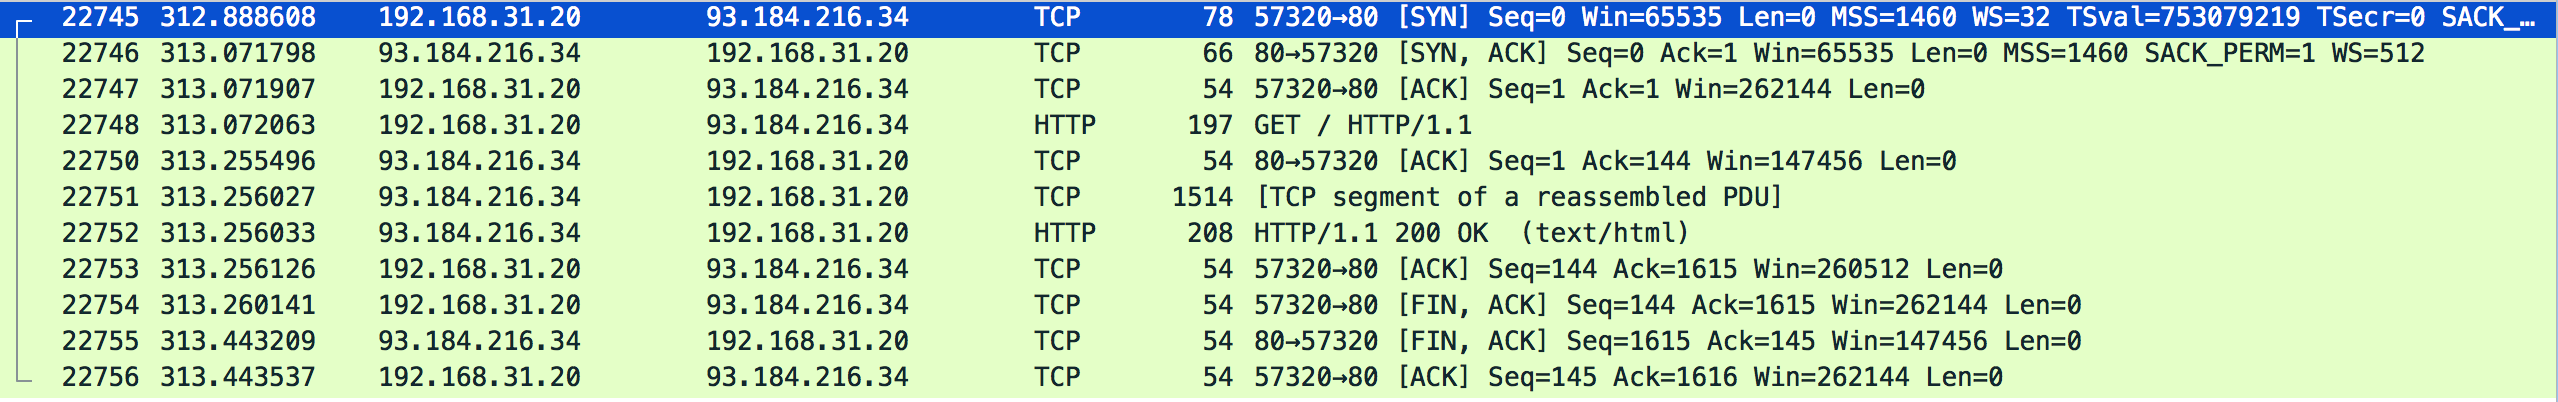 22745 312.888608 192.168.31.20 93.184.216.34 TCP 78 57320→80 [SYN] Seq=0 Win=65535 Len=0 MSS=1460 WS=32 TSval=753079219 TSecr=0 SACK_…
22746 313.071798 93.184.216.34 192.168.31.20 TCP 66 80→57320 [SYN, ACK] Seq=0 Ack=1 Win=65535 Len=0 MSS=1460 SACK_PERM=1 WS=512
22747 313.071907 192.168.31.20 93.184.216.34 TCP 54 57320→80 [ACK] Seq=1 Ack=1 Win=262144 Len=0
22748 313.072063 192.168.31.20 93.184.216.34 HTTP 197 GET / HTTP/1.1
22750 313.255496 93.184.216.34 192.168.31.20 TCP 54 80→57320 [ACK] Seq=1 Ack=144 Win=147456 Len=0
22751 313.256027 93.184.216.34 192.168.31.20 TCP 1514 [TCP segment of a reassembled PDU]
22752 313.256033 93.184.216.34 192.168.31.20 HTTP 208 HTTP/1.1 200 OK (text/html)
22753 313.256126 192.168.31.20 93.184.216.34 TCP 54 57320→80 [ACK] Seq=144 Ack=1615 Win=260512 Len=0
22754 313.260141 192.168.31.20 93.184.216.34 TCP 54 57320→80 [FIN, ACK] Seq=144 Ack=1615 Win=262144 Len=0
22755 313.443209 93.184.216.34 192.168.31.20 TCP 54 80→57320 [FIN, ACK] Seq=1615 Ack=145 Win=147456 Len=0
22756 313.443537 192.168.31.20 93.184.216.34 TCP 54 57320→80 [ACK] Seq=145 Ack=1616 Win=262144 Len=0